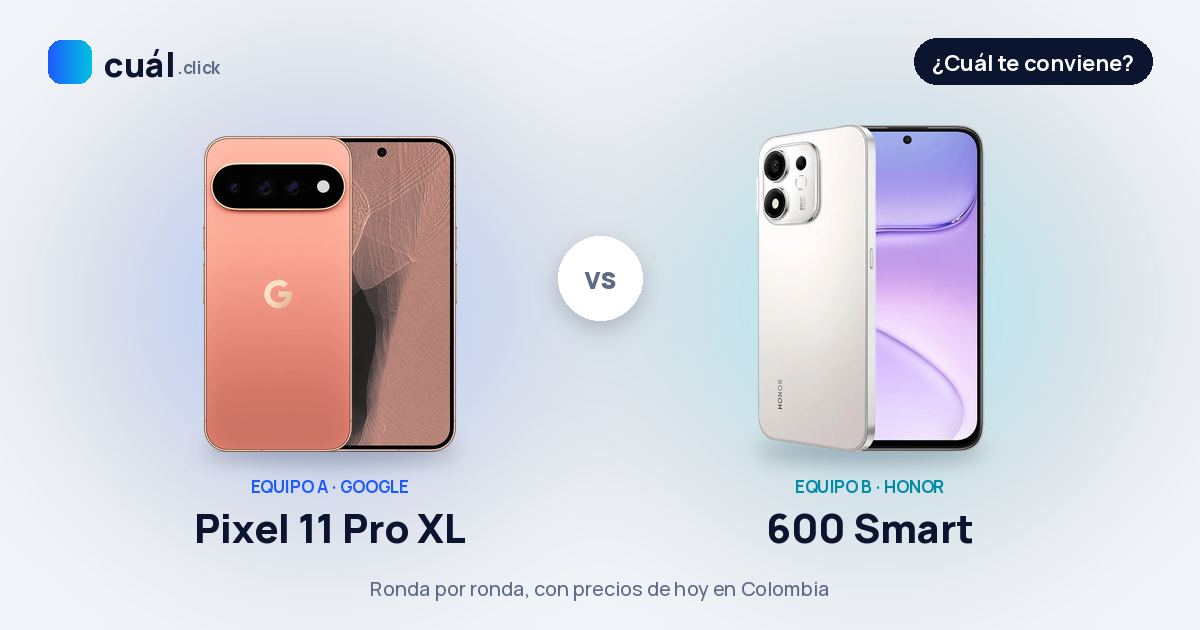 cuál.click
¿Cuál te conviene?
VS
HONOR
EQUIPO A · GOOGLE
EQUIPO B · HONOR
Pixel 11 Pro XL
600 Smart
Ronda por ronda, con precios de hoy en Colombia